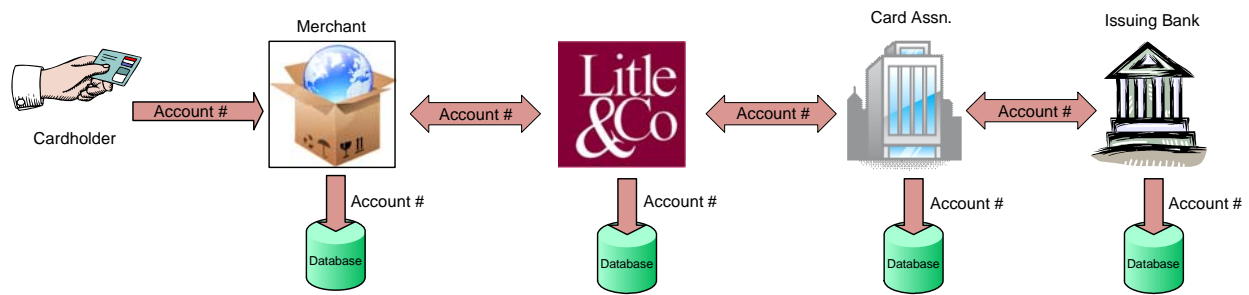 Merchant
Card Assn.
Issuing Bank
Litle
&Co
Account #
Account #
Account #
Account #
Cardholder
Account #
Account #
Account #
Account #
Database
Database
Database
Database